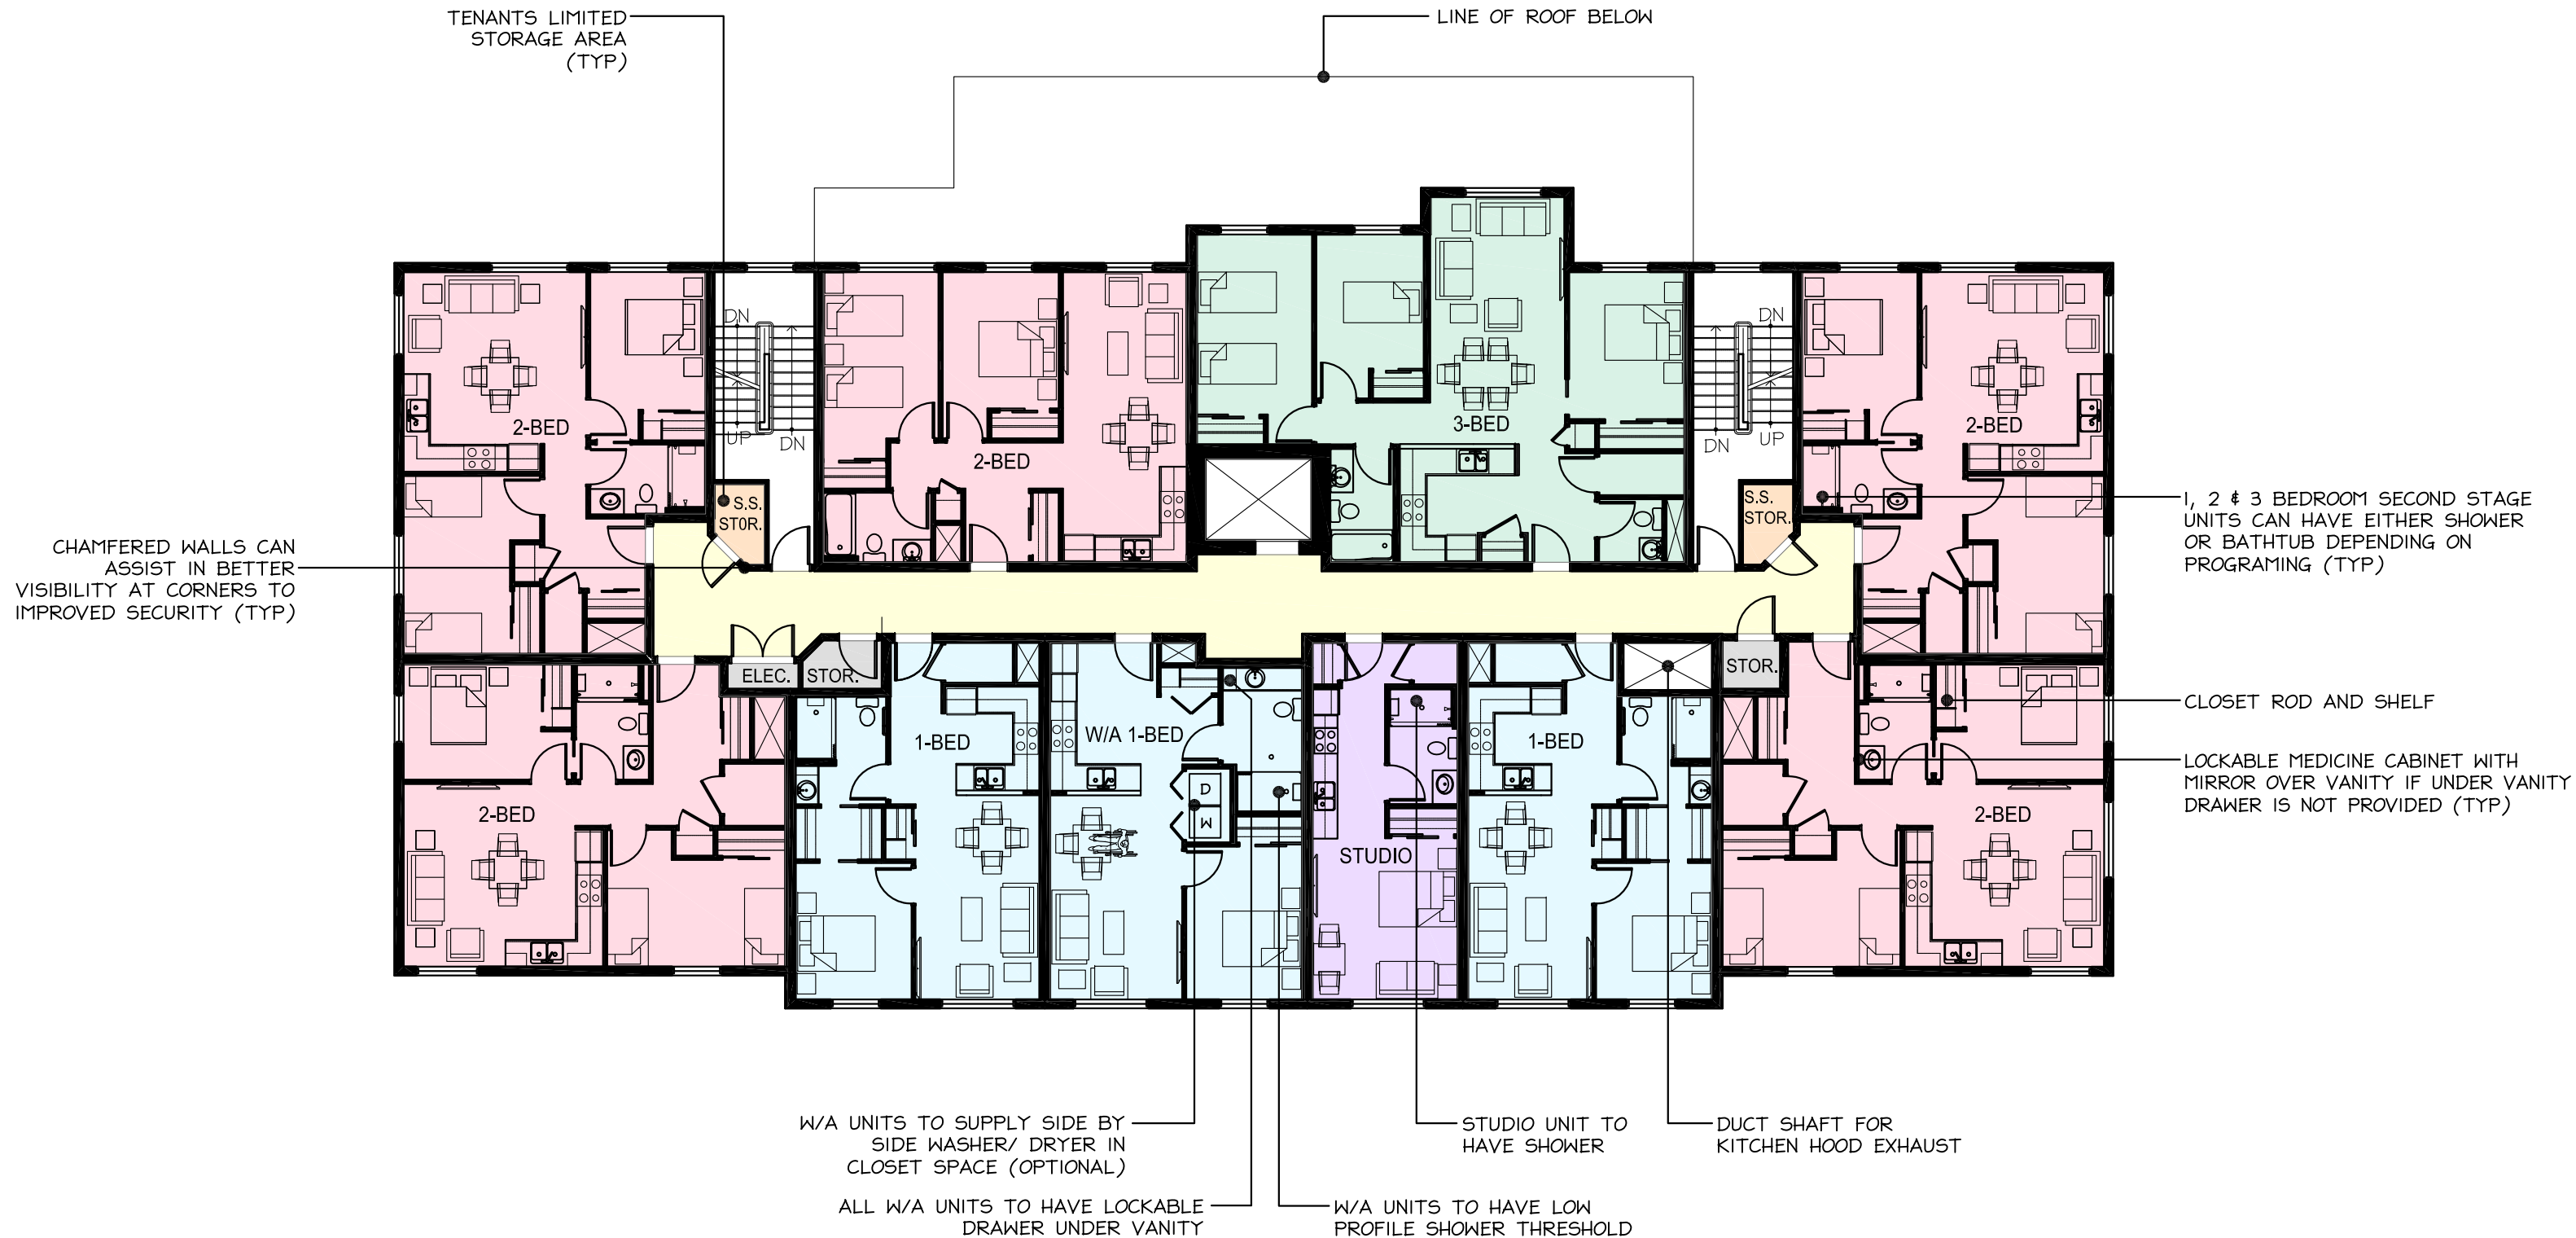 TENANTS LIMITED
STORAGE AREA
(TYP)
LINE OF ROOF BELOW
DN
UP
DN
2-BED
2-BED
3-BED
DN
DN
UP
2-BED
S.S.
STOR.
S.S.
STOR.
1, 2 & 3 BEDROOM SECOND STAGE
UNITS CAN HAVE EITHER SHOWER
OR BATHTUB DEPENDING ON
PROGRAMING (TYP)
CHAMFERED WALLS CAN
ASSIST IN BETTER
VISIBILITY AT CORNERS TO
IMPROVED SECURITY (TYP)
ELEC.
STOR.
STOR.
CLOSET ROD AND SHELF
1-BED
W/A 1-BED
1-BED
LOCKABLE MEDICINE CABINET WITH
MIRROR OVER VANITY IF UNDER VANITY
DRAWER IS NOT PROVIDED (TYP)
D
W
2-BED
STUDIO
2-BED
W/A UNITS TO SUPPLY SIDE BY
SIDE WASHER/ DRYER IN
CLOSET SPACE (OPTIONAL)
STUDIO UNIT TO
HAVE SHOWER
DUCT SHAFT FOR
KITCHEN HOOD EXHAUST
ALL W/A UNITS TO HAVE LOCKABLE
DRAWER UNDER VANITY
W/A UNITS TO HAVE LOW
PROFILE SHOWER THRESHOLD